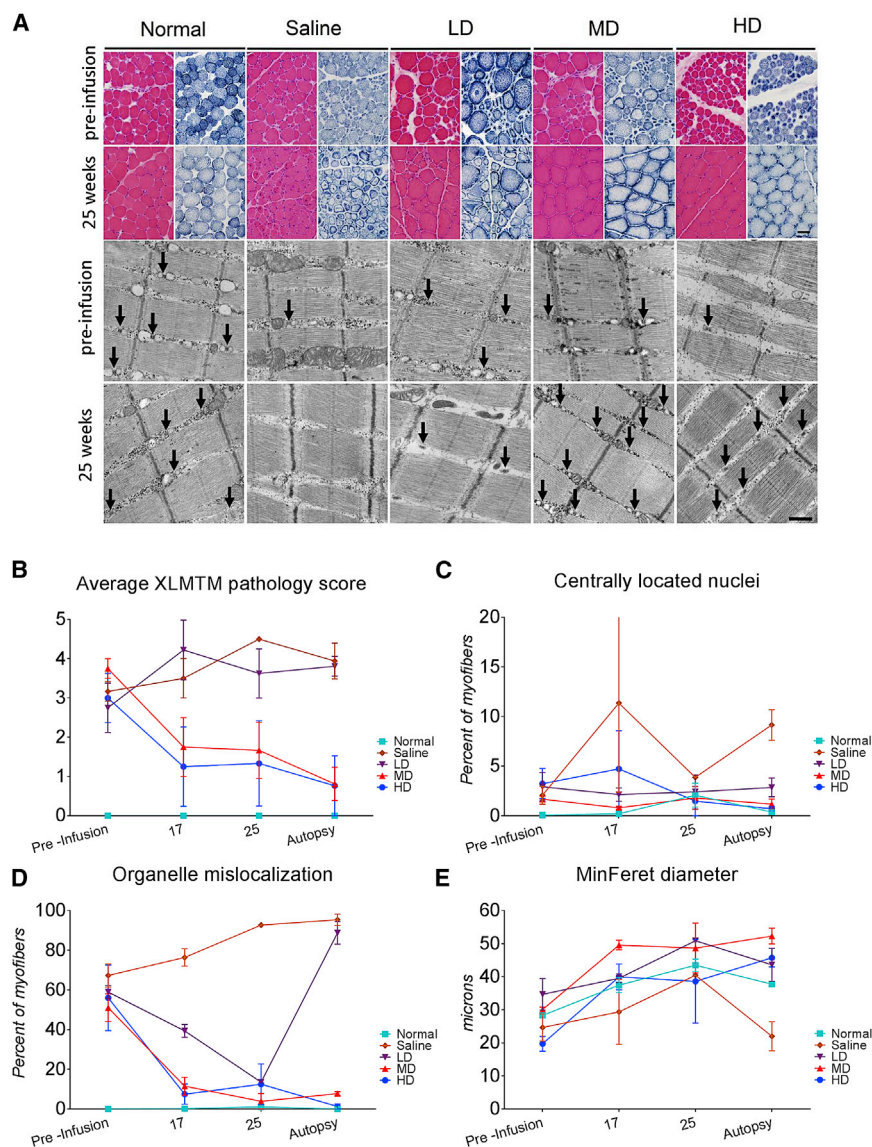 A
Normal Saline LD MD HD
pre-infusion
25 weeks
pre-infusion
25 weeks
B
Average XLMTM pathology score
5
4
3
2
1
0
Pre -Infusion 17 25 Autopsy
Normal
Saline
LD
MD
HD
C
Centrally located nuclei
Percent of myofibers
20
15
10
5
0
Pre -Infusion 17 25 Autopsy
Normal
Saline
LD
MD
HD
D
Organelle mislocalization
Percent of myofibers
100
80
60
40
20
0
Pre -Infusion 17 25 Autopsy
Normal
Saline
LD
MD
HD
E
MinFeret diameter
microns
60
50
40
30
20
10
0
Pre -Infusion 17 25 Autopsy
Normal
Saline
LD
MD
HD